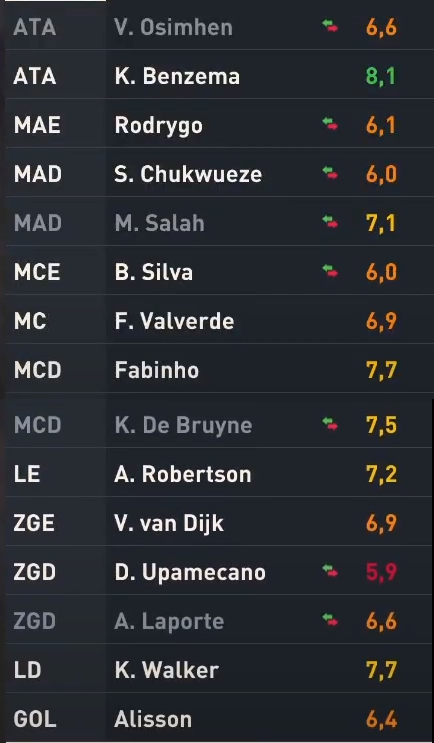 ATA V. Osimhen 6,6
ATA K. Benzema 8,1
MAE Rodrygo 6,1
MAD S. Chukwueze 6,0
MAD M. Salah 7,1
MCE B. Silva 6,0
MC F. Valverde 6,9
MCD Fabinho 7,7
MCD K. De Bruyne 7,5
LE A. Robertson 7,2
ZGE V. van Dijk 6,9
ZGD D. Upamecano 5,9
ZGD A. Laporte 6,6
LD K. Walker 7,7
GOL Alisson 6,4